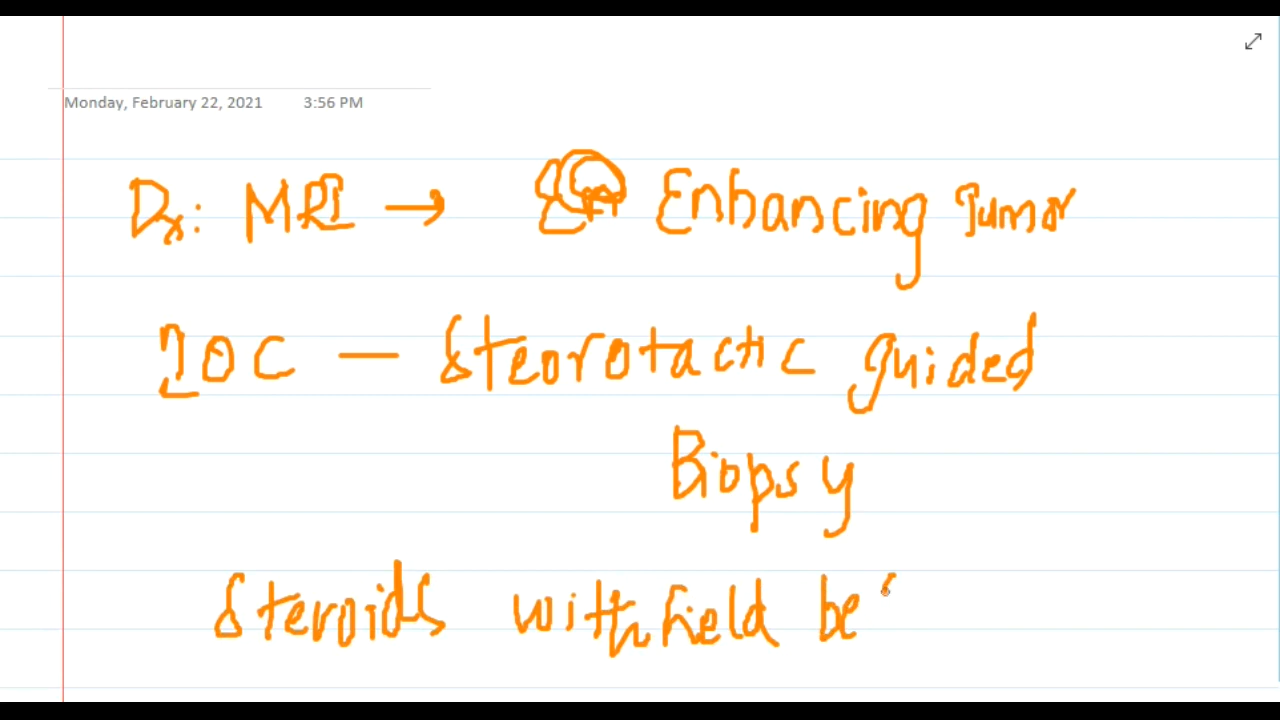 Monday, February 22, 2021 3:56 PM
Dx: MRI → Enhancing Tumor
IOC — Steorotactic guided
Biopsy
Steroids withheld be